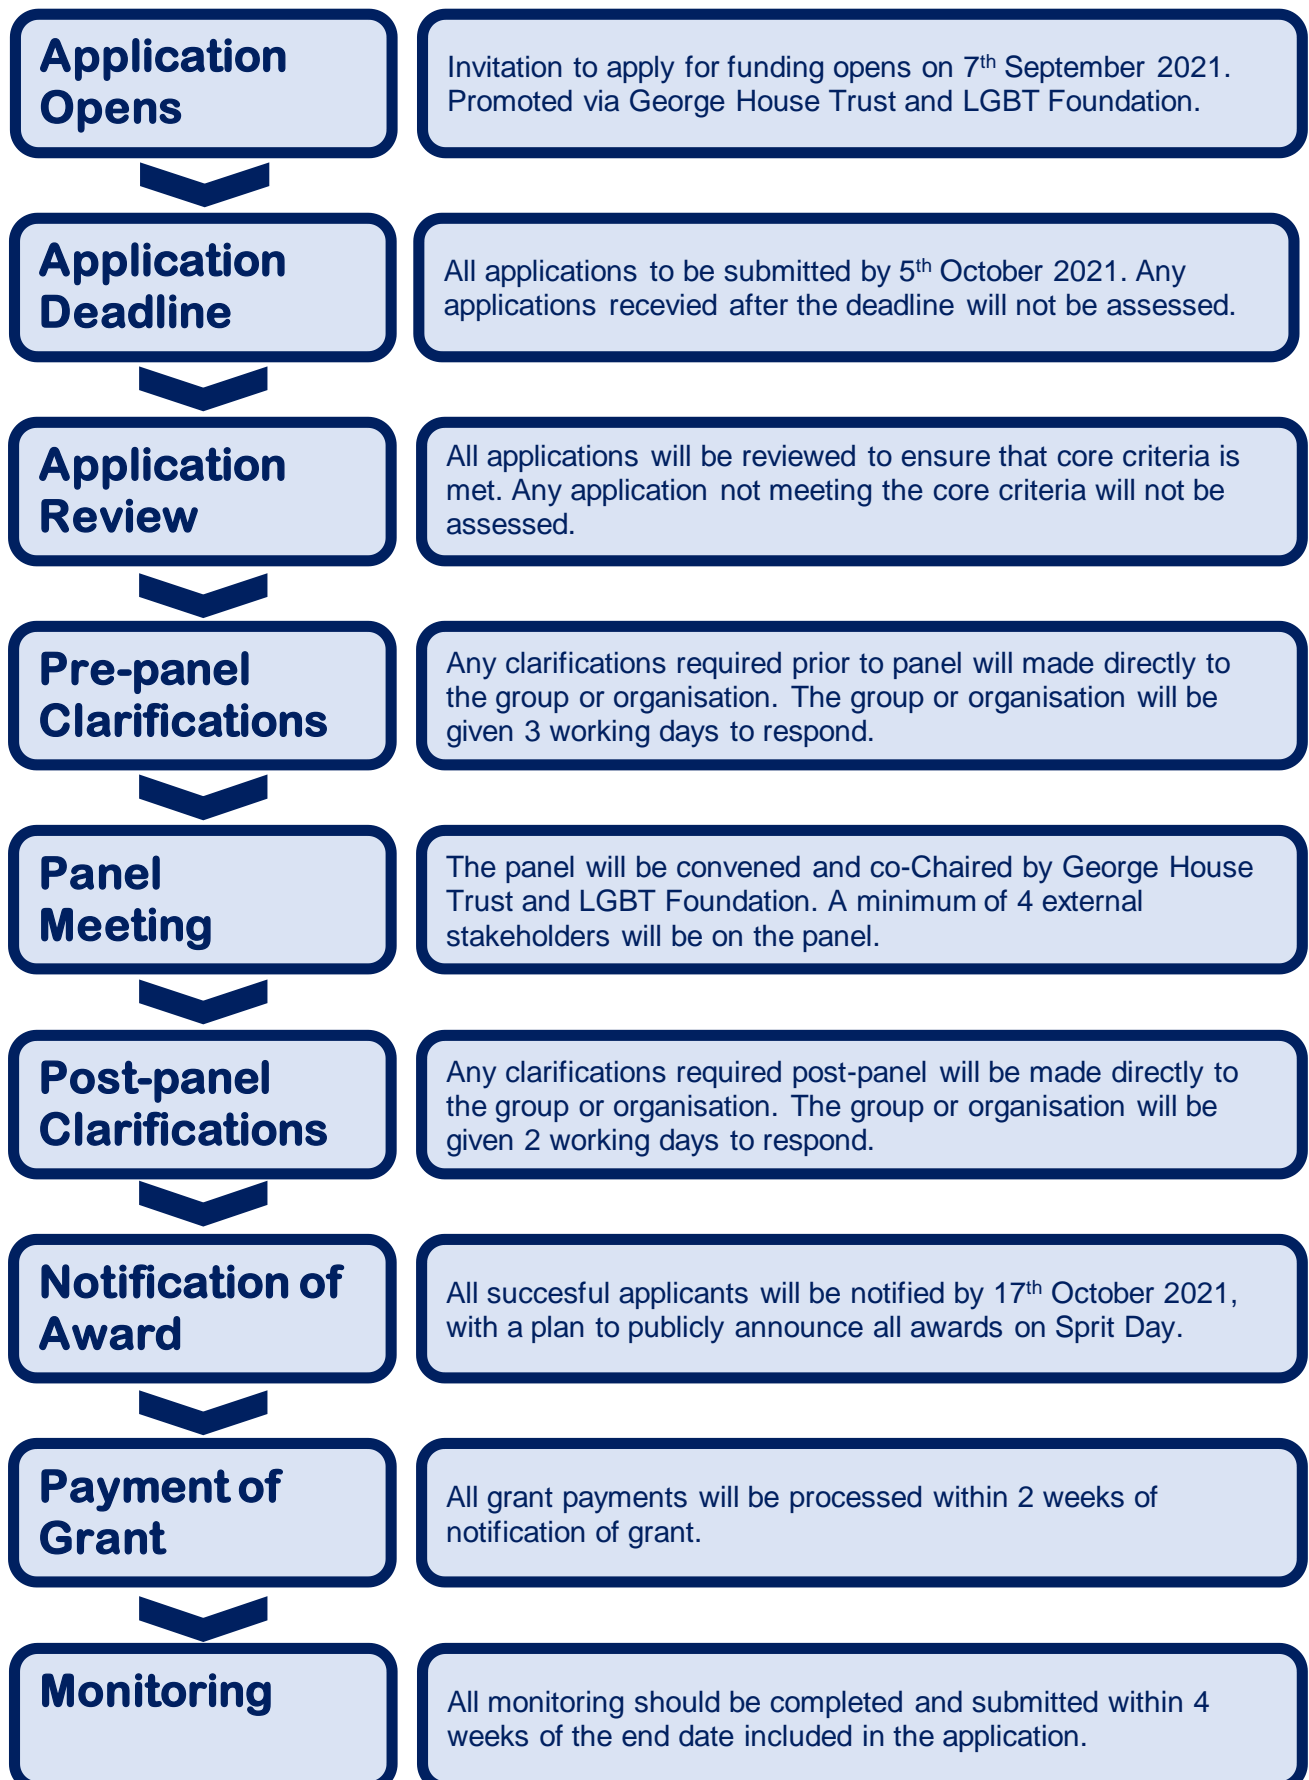 Application
Opens
Invitation to apply for funding opens on 7th September 2021.
Promoted via George House Trust and LGBT Foundation.
Application
Deadline
All applications to be submitted by 5th October 2021. Any
applications recevied after the deadline will not be assessed.
Application
Review
All applications will be reviewed to ensure that core criteria is
met. Any application not meeting the core criteria will not be
assessed.
Pre-panel
Clarifications
Any clarifications required prior to panel will made directly to
the group or organisation. The group or organisation will be
given 3 working days to respond.
Panel
Meeting
The panel will be convened and co-Chaired by George House
Trust and LGBT Foundation. A minimum of 4 external
stakeholders will be on the panel.
Post-panel
Clarifications
Any clarifications required post-panel will be made directly to
the group or organisation. The group or organisation will be
given 2 working days to respond.
Notification of
Award
All succesful applicants will be notified by 17th October 2021,
with a plan to publicly announce all awards on Sprit Day.
Payment of
Grant
All grant payments will be processed within 2 weeks of
notification of grant.
Monitoring
All monitoring should be completed and submitted within 4
weeks of the end date included in the application.